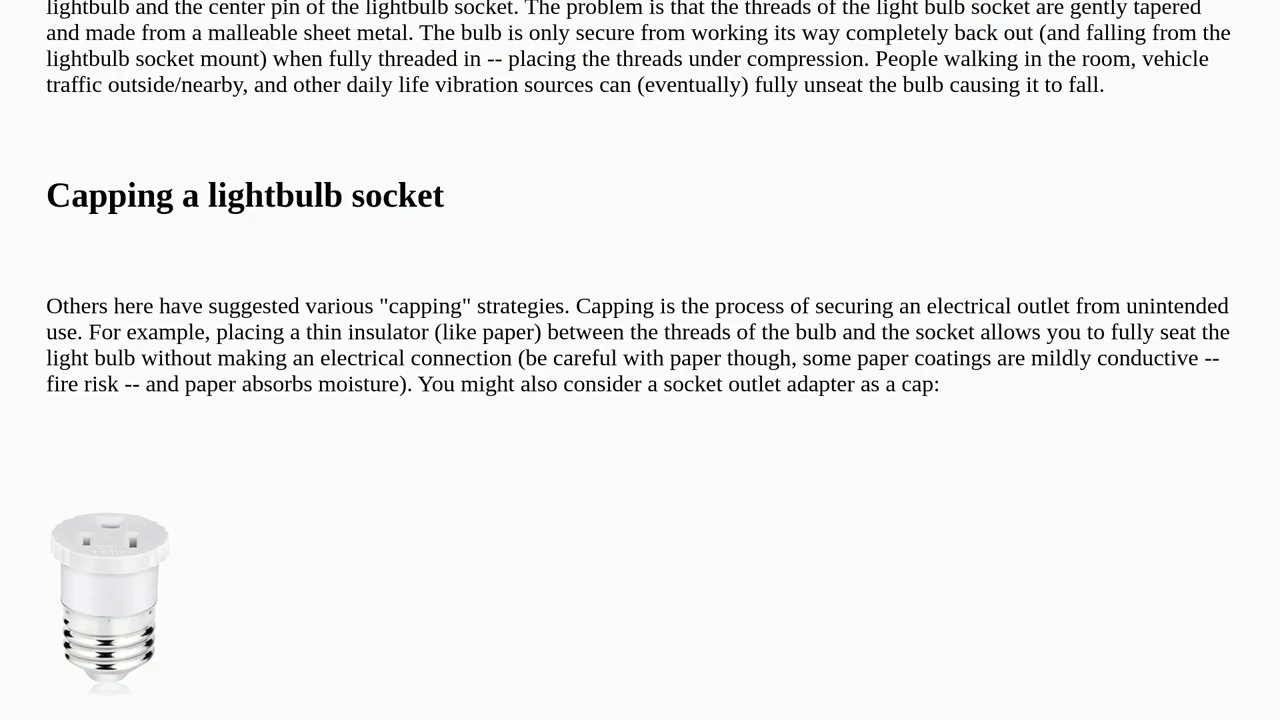 lightbulb and the center pin of the lightbulb socket. The problem is that the threads of the light bulb socket are gently tapered
and made from a malleable sheet metal. The bulb is only secure from working its way completely back out (and falling from the
lightbulb socket mount) when fully threaded in -- placing the threads under compression. People walking in the room, vehicle
traffic outside/nearby, and other daily life vibration sources can (eventually) fully unseat the bulb causing it to fall.
Capping a lightbulb socket
Others here have suggested various "capping" strategies. Capping is the process of securing an electrical outlet from unintended
use. For example, placing a thin insulator (like paper) between the threads of the bulb and the socket allows you to fully seat the
light bulb without making an electrical connection (be careful with paper though, some paper coatings are mildly conductive --
fire risk -- and paper absorbs moisture). You might also consider a socket outlet adapter as a cap: